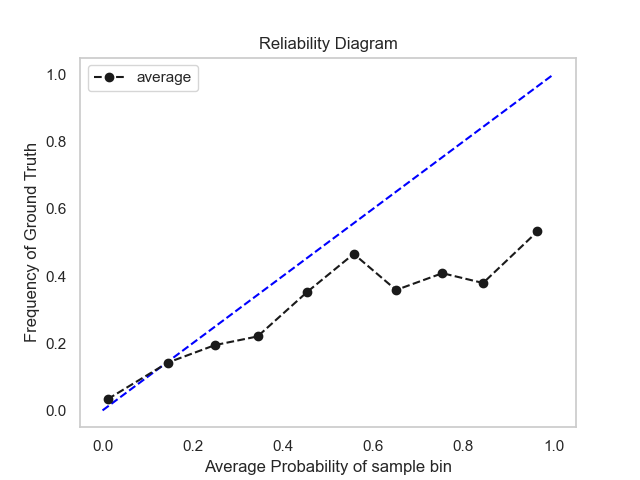 Reliability Diagram
average
1.0
0.8
0.6
0.4
0.2
0.0
Frequency of Ground Truth
0.0 0.2 0.4 0.6 0.8 1.0
Average Probability of sample bin